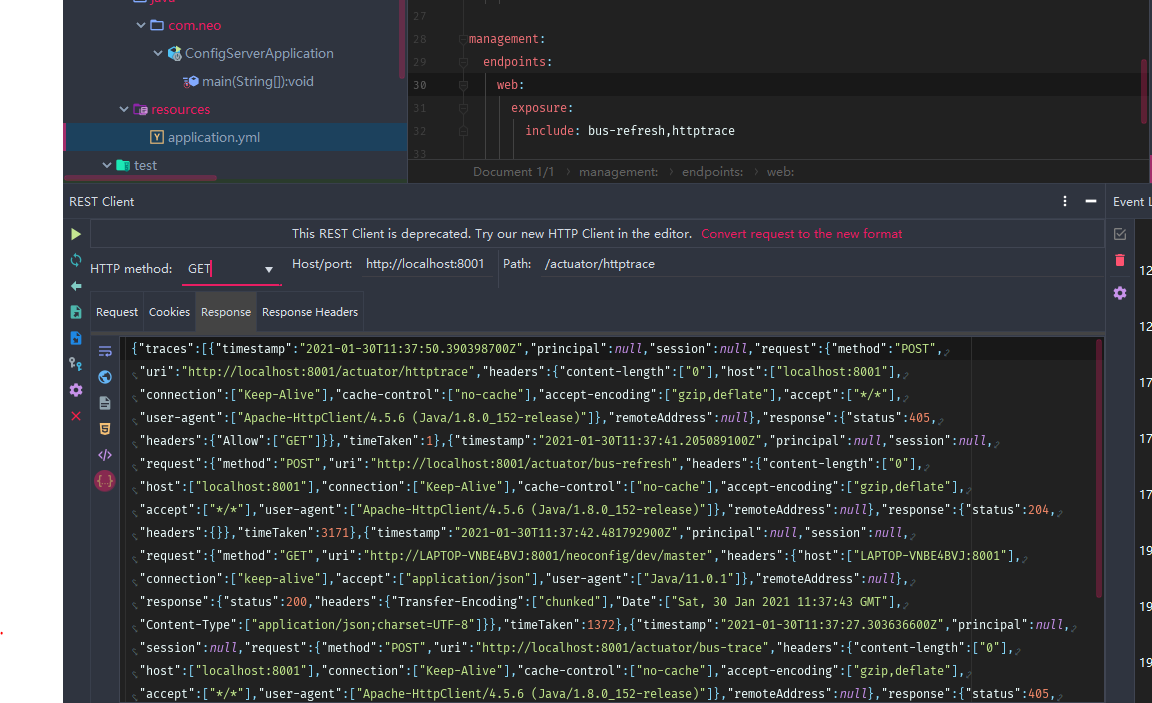 java
com.neo
ConfigServerApplication
main(String[]):void
resources
application.yml
test
27
28 management:
29 endpoints:
30 web:
31 exposure:
32 include: bus-refresh,httptrace
33
Document 1/1 › management: › endpoints: › web:
REST Client
Event L
This REST Client is deprecated. Try our new HTTP Client in the editor. Convert request to the new format
HTTP method: GET Host/port: http://localhost:8001 Path: /actuator/httptrace
Request Cookies Response Response Headers
{"traces":[{"timestamp":"2021-01-30T11:37:50.390398700Z","principal":null,"session":null,"request":{"method":"POST",
"uri":"http://localhost:8001/actuator/httptrace","headers":{"content-length":["0"],"host":["localhost:8001"],
"connection":["Keep-Alive"],"cache-control":["no-cache"],"accept-encoding":["gzip,deflate"],"accept":["*/*"],
"user-agent":["Apache-HttpClient/4.5.6 (Java/1.8.0_152-release)"]},"remoteAddress":null},"response":{"status":405,
"headers":{"Allow":["GET"]}},"timeTaken":1},{"timestamp":"2021-01-30T11:37:41.205089100Z","principal":null,"session":null,
"request":{"method":"POST","uri":"http://localhost:8001/actuator/bus-refresh","headers":{"content-length":["0"],
"host":["localhost:8001"],"connection":["Keep-Alive"],"cache-control":["no-cache"],"accept-encoding":["gzip,deflate"],
"accept":["*/*"],"user-agent":["Apache-HttpClient/4.5.6 (Java/1.8.0_152-release)"]},"remoteAddress":null},"response":{"status":204,
"headers":{}},"timeTaken":3171},{"timestamp":"2021-01-30T11:37:42.481792900Z","principal":null,"session":null,
"request":{"method":"GET","uri":"http://LAPTOP-VNBE4BVJ:8001/neoconfig/dev/master","headers":{"host":["LAPTOP-VNBE4BVJ:8001"],
"connection":["keep-alive"],"accept":["application/json"],"user-agent":["Java/11.0.1"]},"remoteAddress":null},
"response":{"status":200,"headers":{"Transfer-Encoding":["chunked"],"Date":["Sat, 30 Jan 2021 11:37:43 GMT"],
"Content-Type":["application/json;charset=UTF-8"]}},"timeTaken":1372},{"timestamp":"2021-01-30T11:37:27.303636600Z","principal":null,
"session":null,"request":{"method":"POST","uri":"http://localhost:8001/actuator/bus-trace","headers":{"content-length":["0"],
"host":["localhost:8001"],"connection":["Keep-Alive"],"cache-control":["no-cache"],"accept-encoding":["gzip,deflate"],
"accept":["*/*"],"user-agent":["Apache-HttpClient/4.5.6 (Java/1.8.0_152-release)"]},"remoteAddress":null},"response":{"status":405,
12
12
17
17
17
19
19
19